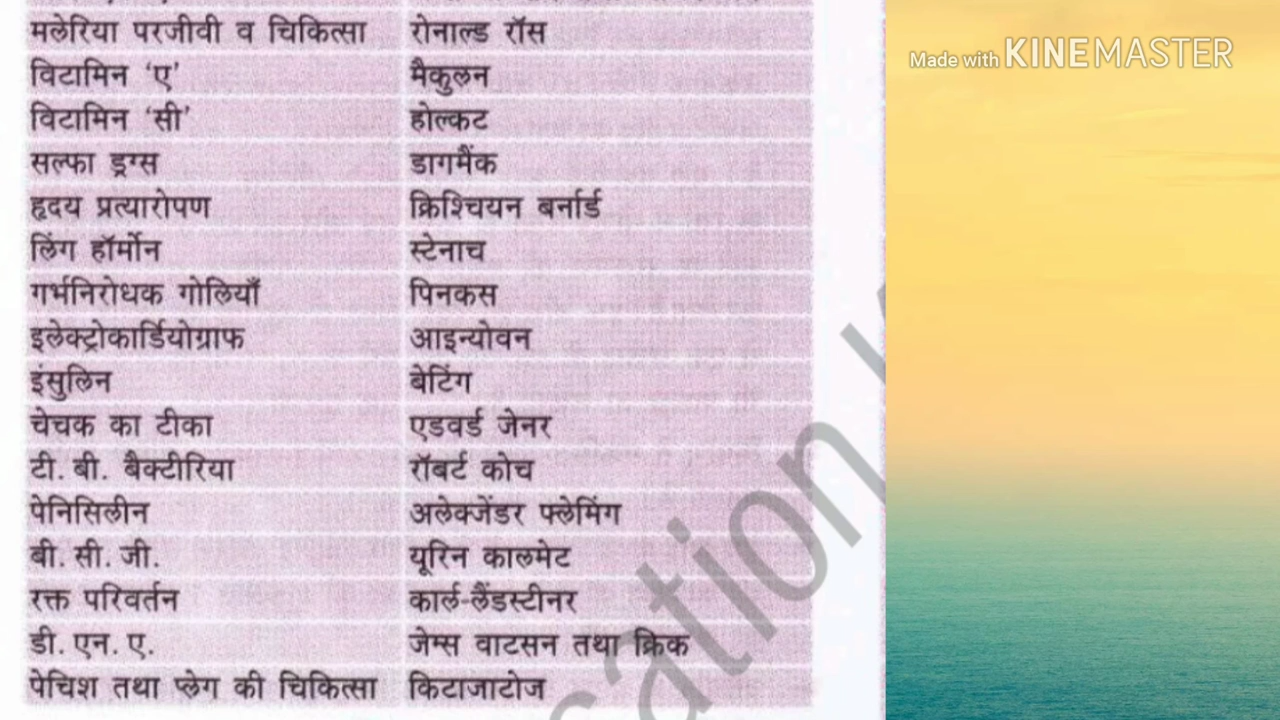 मलेरिया परजीवी व चिकित्सा रोनाल्ड रॉस
विटामिन ‘ए’ मैकुलन
विटामिन ‘सी’ होल्कट
सल्फा ड्रग्स डागमैंक
हृदय प्रत्यारोपण क्रिश्चियन बर्नार्ड
लिंग हॉर्मोन स्टेनाच
गर्भनिरोधक गोलियाँ पिनकस
इलेक्ट्रोकार्डियोग्राफ आइन्योवन
इंसुलिन बेटिंग
चेचक का टीका एडवर्ड जेनर
टी. बी. बैक्टीरिया रॉबर्ट कोच
पेनिसिलीन अलेक्जेंडर फ्लेमिंग
बी. सी. जी. यूरिन कालमेट
रक्त परिवर्तन कार्ल-लैंडस्टीनर
डी. एन. ए. जेम्स वाटसन तथा क्रिक
पेचिश तथा प्लेग की चिकित्सा किटाजाटोज
Made with KINEMASTER